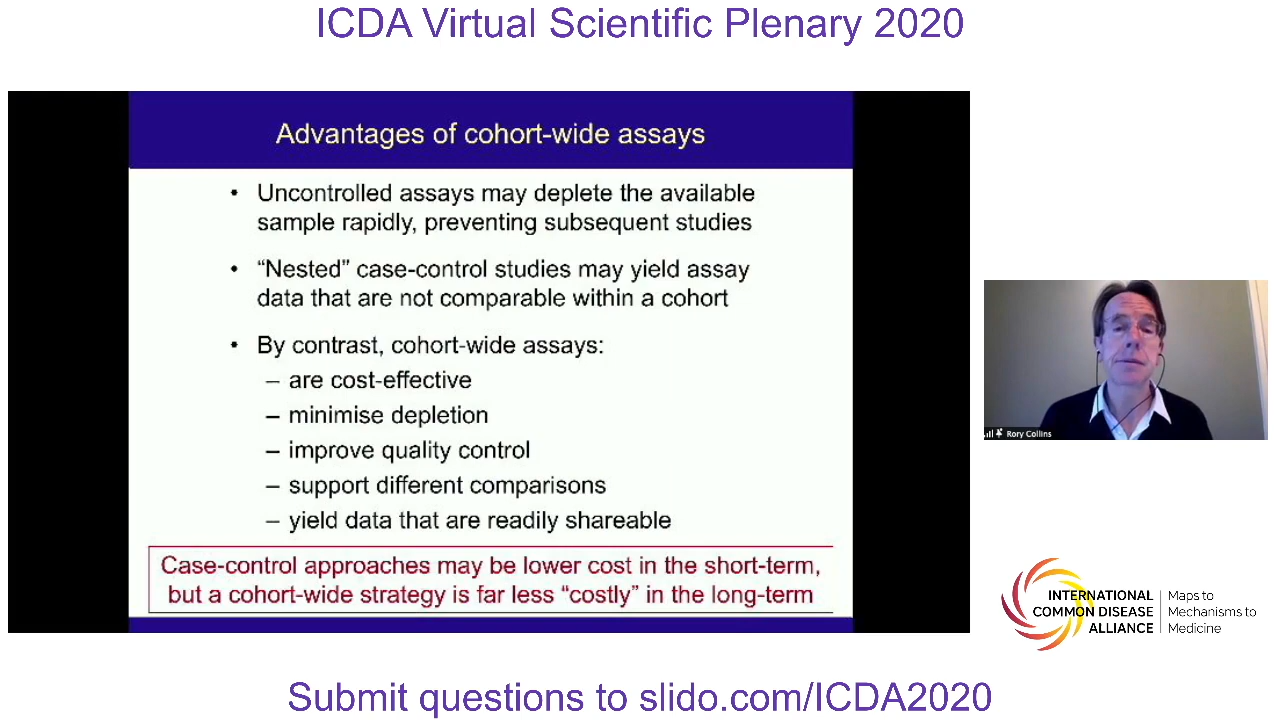 ICDA Virtual Scientific Plenary 2020
Advantages of cohort-wide assays
• Uncontrolled assays may deplete the available
sample rapidly, preventing subsequent studies
• “Nested” case-control studies may yield assay
data that are not comparable within a cohort
• By contrast, cohort-wide assays:
– are cost-effective
– minimise depletion
– improve quality control
– support different comparisons
– yield data that are readily shareable
Case-control approaches may be lower cost in the short-term,
but a cohort-wide strategy is far less “costly” in the long-term
Rory Collins
INTERNATIONAL
COMMON DISEASE
ALLIANCE
Maps to
Mechanisms to
Medicine
Submit questions to slido.com/ICDA2020